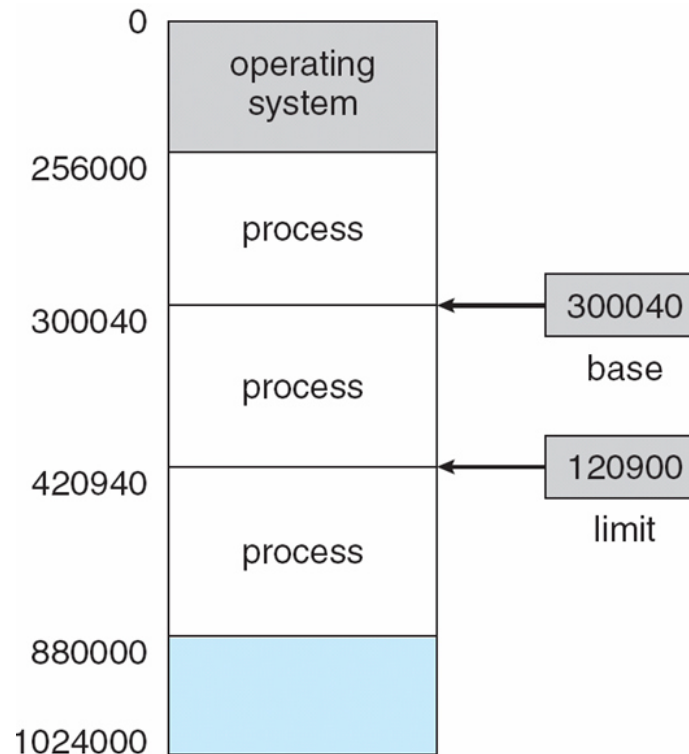 0
operating
system
256000
process
300040
300040
base
process
420940
120900
limit
process
880000
1024000